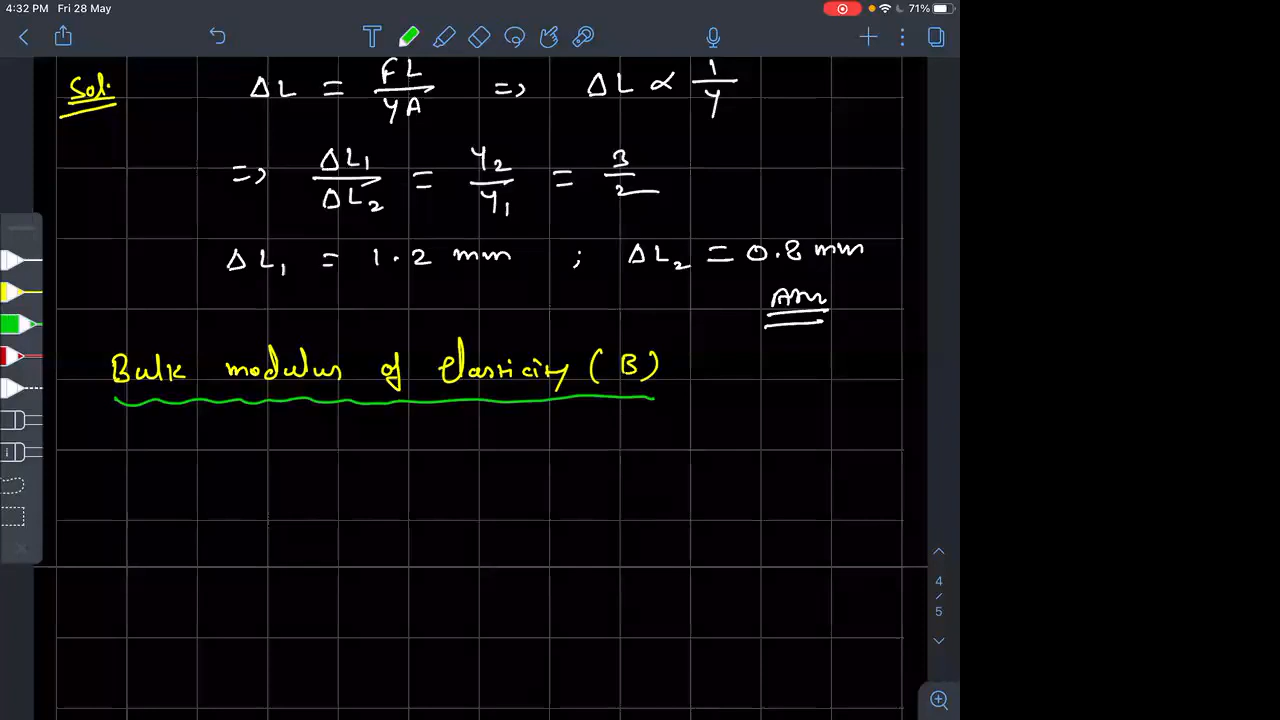 4:32 PM Fri 28 May 71%
Sol:
ΔL = FL/YA => ΔL ∝ 1/Y
=> ΔL₁/ΔL₂ = Y₂/Y₁ = 3/2
ΔL₁ = 1.2 mm ; ΔL₂ = 0.8 mm
Ans
Bulk modulus of Elasticity (B)
4
/
5